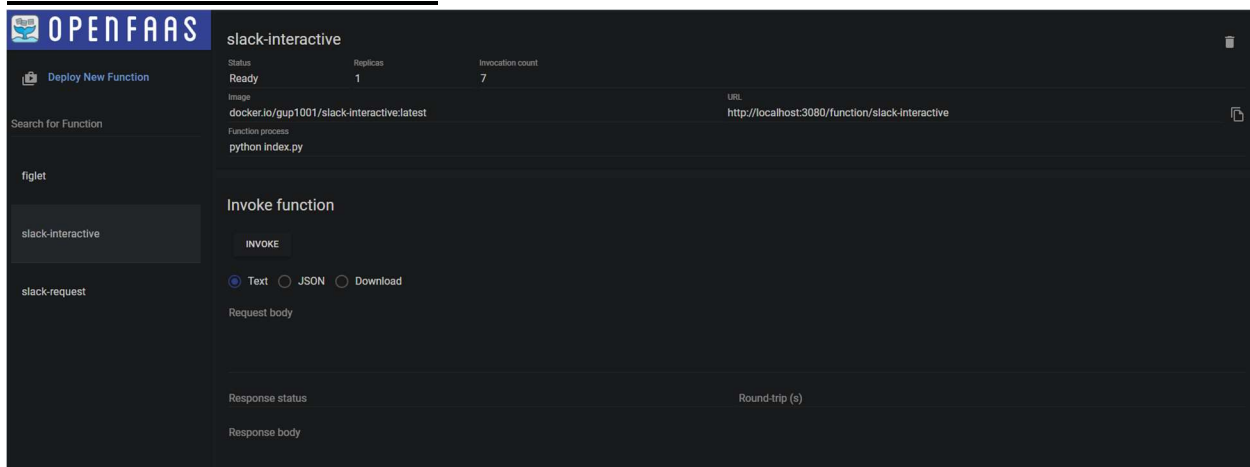 OPENFAAS
Deploy New Function
Search for Function
figlet
slack-interactive
slack-request
slack-interactive
Status Replicas Invocation count
Ready 1 7
Image URL
docker.io/gup1001/slack-interactive:latest http://localhost:3080/function/slack-interactive
Function process
python index.py
Invoke function
INVOKE
Text JSON Download
Request body
Response status Round-trip (s)
Response body